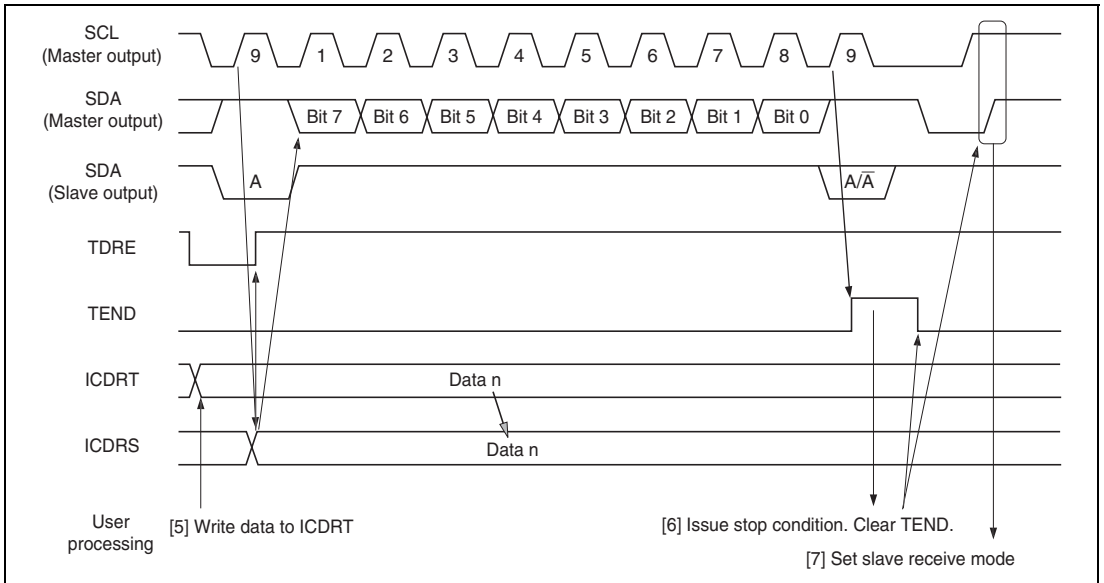 SCL
(Master output)
9 1 2 3 4 5 6 7 8 9
SDA
(Master output)
Bit 7 Bit 6 Bit 5 Bit 4 Bit 3 Bit 2 Bit 1 Bit 0
SDA
(Slave output)
A A/A̅
TDRE
TEND
ICDRT
Data n
ICDRS
Data n
User
processing
[5] Write data to ICDRT
[6] Issue stop condition. Clear TEND.
[7] Set slave receive mode